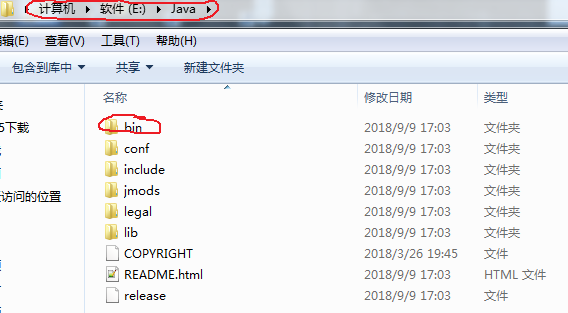 计算机 软件 (E:) Java
编辑(E) 查看(V) 工具(T) 帮助(H)
包含到库中 共享 新建文件夹
名称 修改日期 类型
bin 2018/9/9 17:03 文件夹
conf 2018/9/9 17:03 文件夹
include 2018/9/9 17:03 文件夹
jmods 2018/9/9 17:03 文件夹
legal 2018/9/9 17:03 文件夹
lib 2018/9/9 17:03 文件夹
COPYRIGHT 2018/3/26 19:45 文件
README.html 2018/9/9 17:03 HTML 文件
release 2018/9/9 17:03 文件
5下载
访问的位置